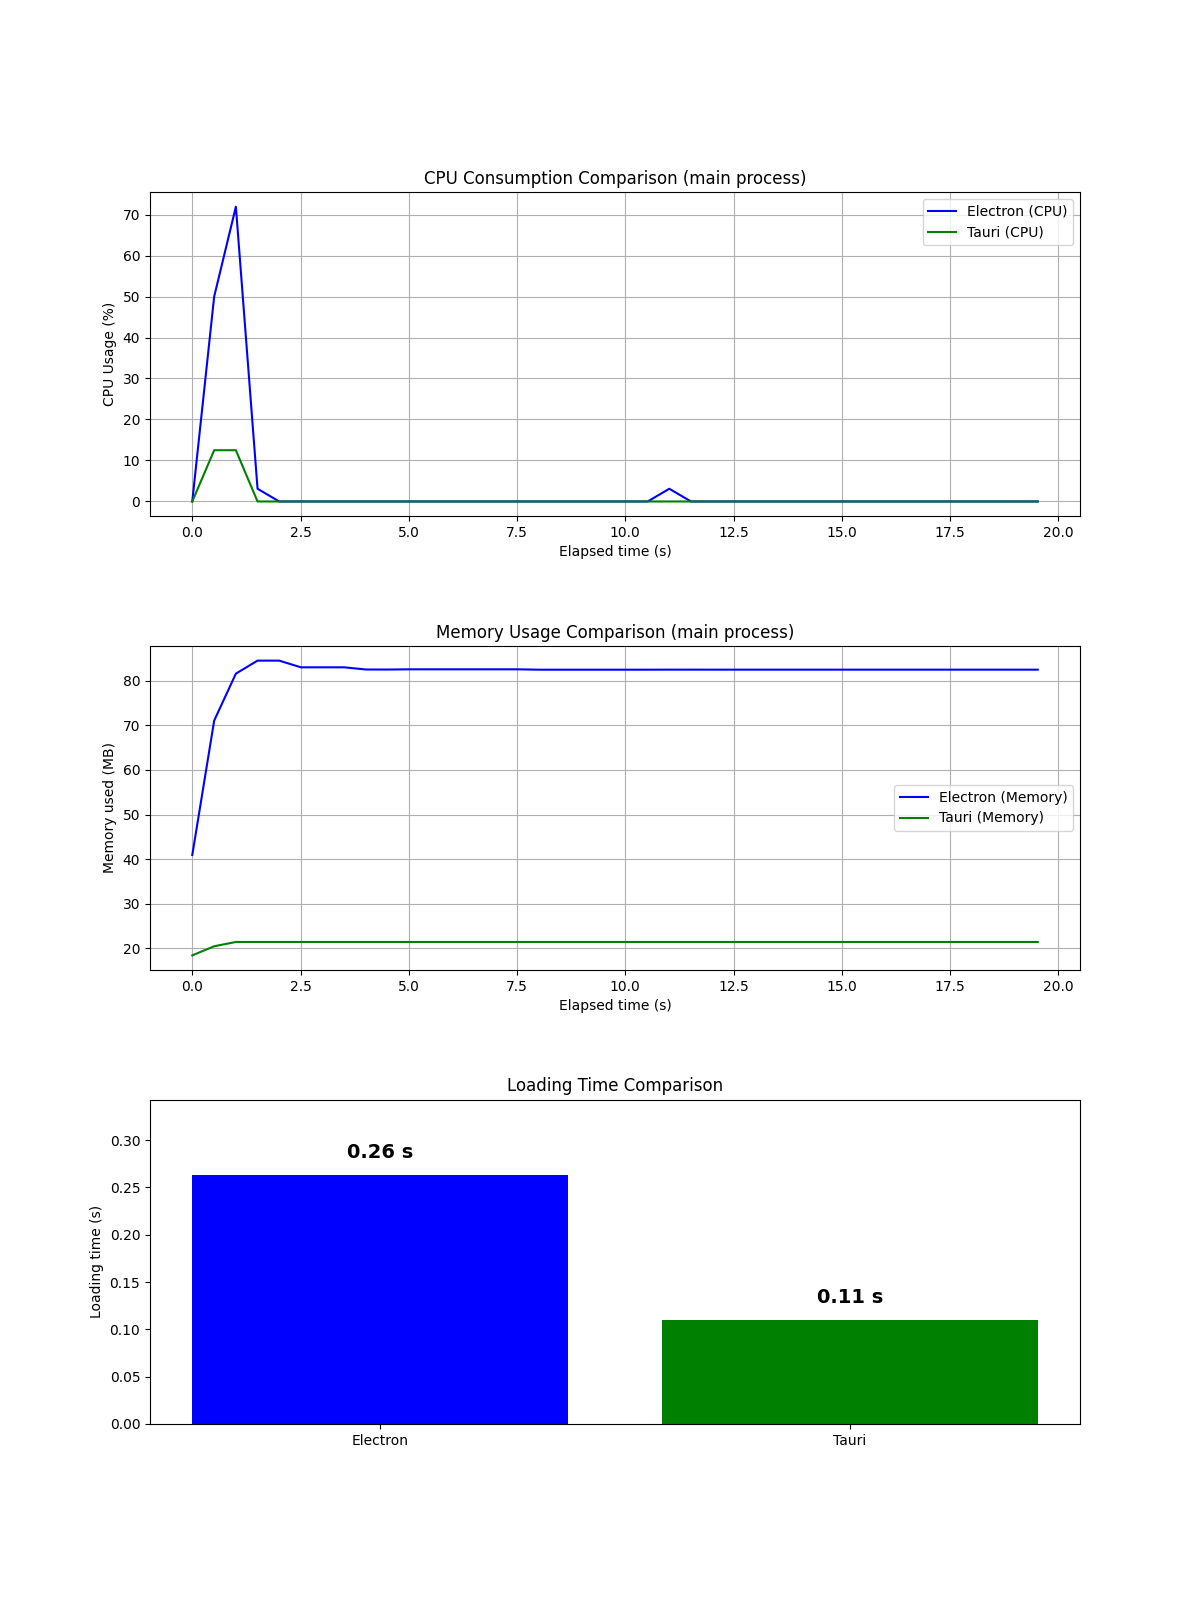 CPU Consumption Comparison (main process)
Electron (CPU)
Tauri (CPU)
CPU Usage (%)
70
60
50
40
30
20
10
0
0.0 2.5 5.0 7.5 10.0 12.5 15.0 17.5 20.0
Elapsed time (s)
Memory Usage Comparison (main process)
Electron (Memory)
Tauri (Memory)
Memory used (MB)
80
70
60
50
40
30
20
0.0 2.5 5.0 7.5 10.0 12.5 15.0 17.5 20.0
Elapsed time (s)
Loading Time Comparison
Loading time (s)
0.30
0.25
0.20
0.15
0.10
0.05
0.00
0.26 s
0.11 s
Electron Tauri